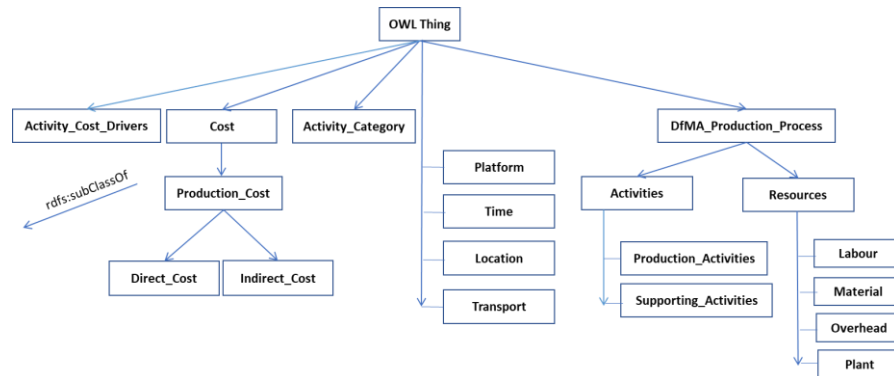 OWL Thing
Activity_Cost_Drivers
Cost
Activity_Category
DfMA_Production_Process
rdfs:subClassOf
Production_Cost
Direct_Cost
Indirect_Cost
Platform
Time
Location
Transport
Activities
Resources
Production_Activities
Supporting_Activities
Labour
Material
Overhead
Plant